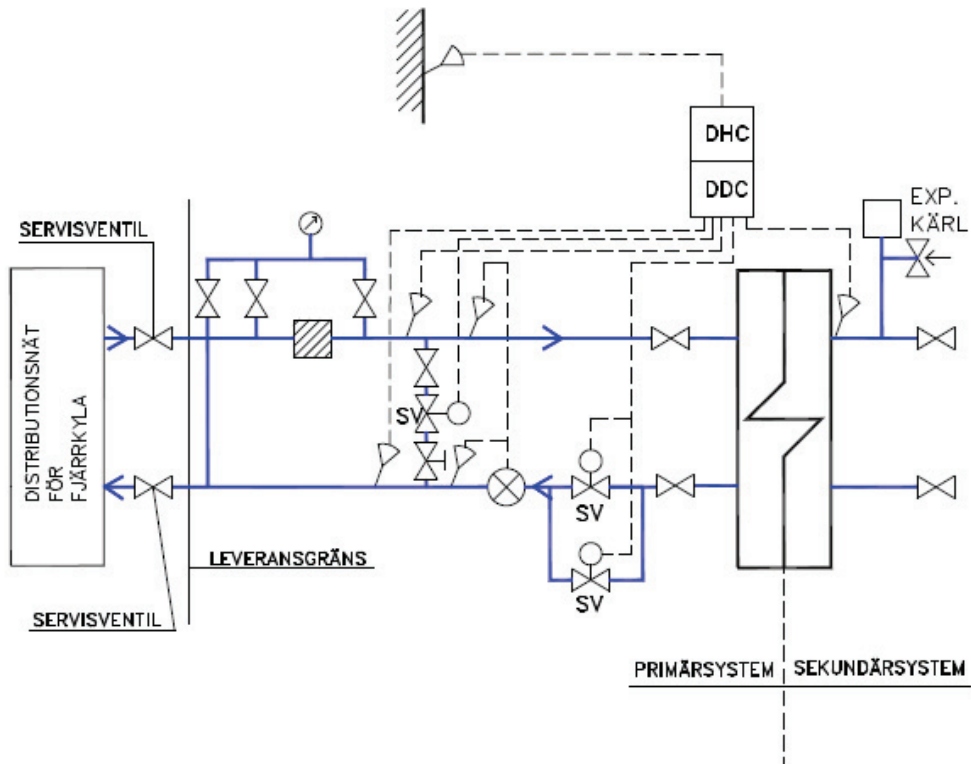 DHC
DDC
EXP.
KÄRL
SERVISVENTIL
DISTRIBUTIONSNÄT
FÖR
FJÄRRKYLA
SV
SV
SV
LEVERANSGRÄNS
SERVISVENTIL
PRIMÄRSYSTEM
SEKUNDÄRSYSTEM